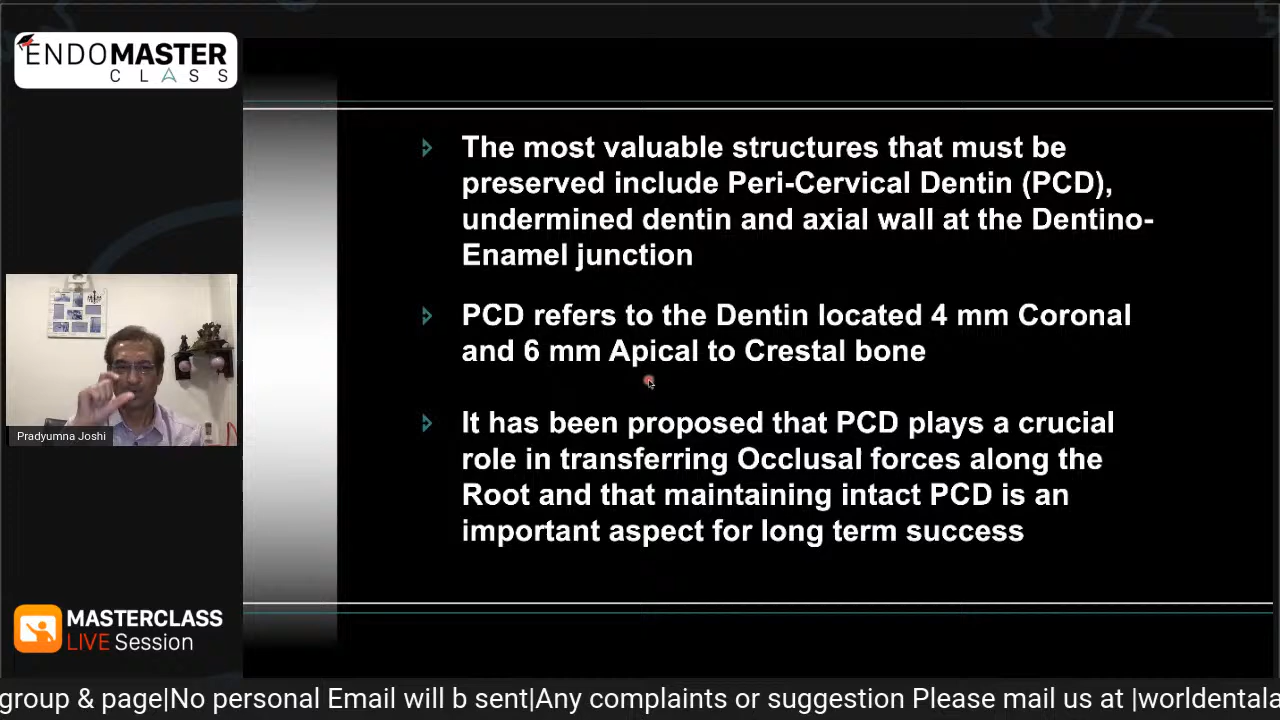 ENDOMASTER
CLASS
The most valuable structures that must be
preserved include Peri-Cervical Dentin (PCD),
undermined dentin and axial wall at the Dentino-
Enamel junction
PCD refers to the Dentin located 4 mm Coronal
and 6 mm Apical to Crestal bone
It has been proposed that PCD plays a crucial
role in transferring Occlusal forces along the
Root and that maintaining intact PCD is an
important aspect for long term success
Pradyumna Joshi
MASTERCLASS
LIVE Session
group & page|No personal Email will b sent|Any complaints or suggestion Please mail us at |worldentala